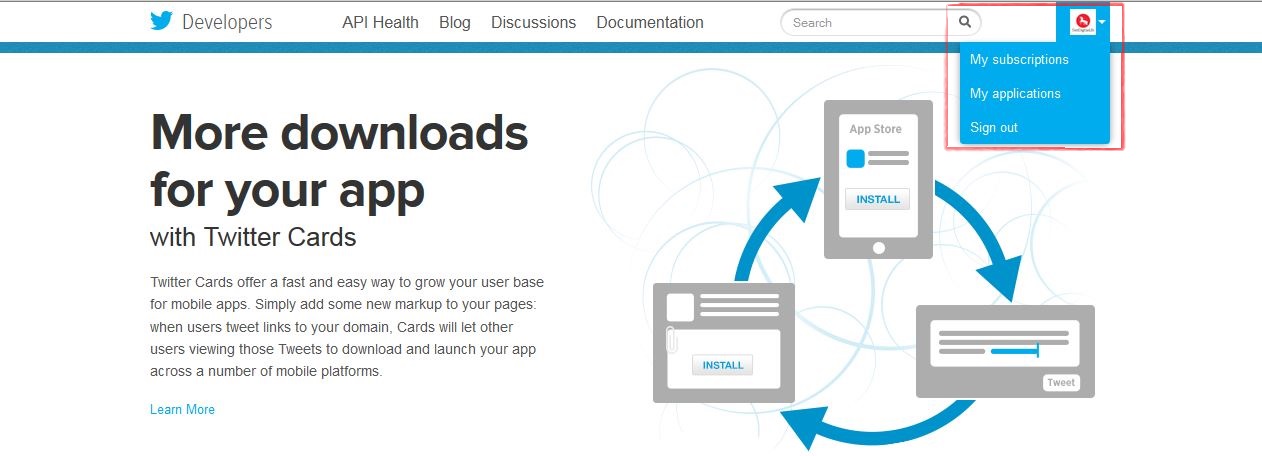 Developers
API Health
Blog
Discussions
Documentation
Search
My subscriptions
My applications
Sign out
More downloads
for your app
with Twitter Cards
Twitter Cards offer a fast and easy way to grow your user base
for mobile apps. Simply add some new markup to your pages:
when users tweet links to your domain, Cards will let other
users viewing those Tweets to download and launch your app
across a number of mobile platforms.
Learn More
App Store
INSTALL
INSTALL
Tweet